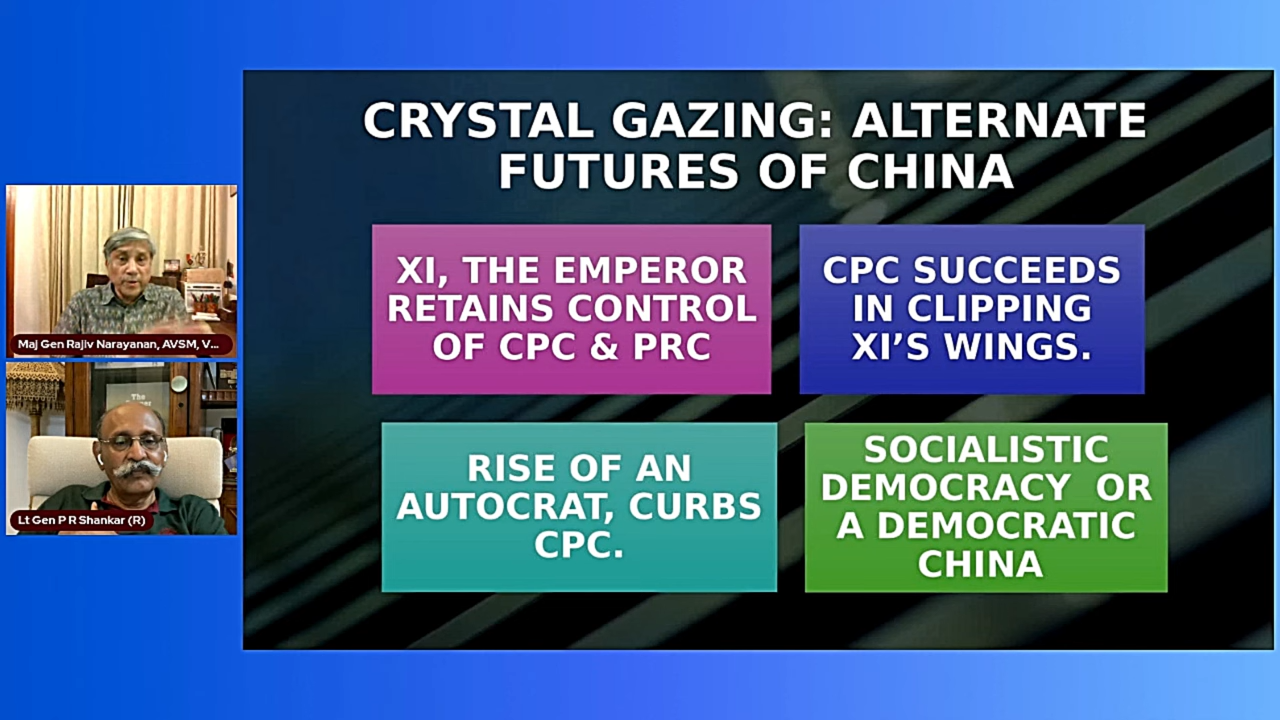 CRYSTAL GAZING: ALTERNATE
FUTURES OF CHINA
XI, THE EMPEROR
RETAINS CONTROL
OF CPC & PRC
CPC SUCCEEDS
IN CLIPPING
XI’S WINGS.
RISE OF AN
AUTOCRAT, CURBS
CPC.
SOCIALISTIC
DEMOCRACY  OR
A DEMOCRATIC
CHINA
Maj Gen Rajiv Narayanan, AVSM, V...
The
Lt Gen P R Shankar (R)